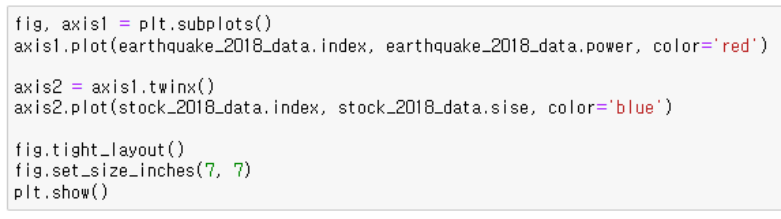 fig, axis1 = plt.subplots()
axis1.plot(earthquake_2018_data.index, earthquake_2018_data.power, color='red')
axis2 = axis1.twinx()
axis2.plot(stock_2018_data.index, stock_2018_data.sise, color='blue')
fig.tight_layout()
fig.set_size_inches(7, 7)
plt.show()